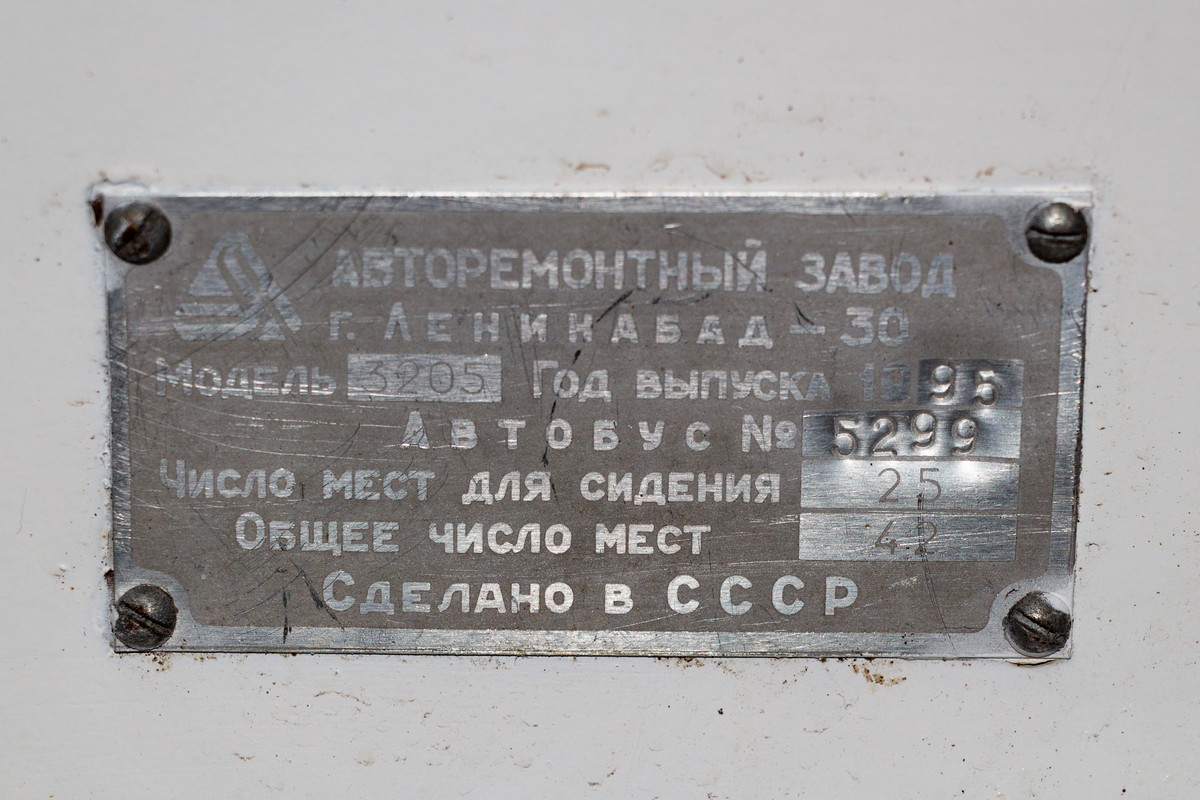 АВТОРЕМОНТНЫЙ ЗАВОД
г. ЛЕНИНАБАД – 30
МОДЕЛЬ 3205 ГОД ВЫПУСКА 1995
АВТОБУС № 5299
ЧИСЛО МЕСТ ДЛЯ СИДЕНИЯ 25
ОБЩЕЕ ЧИСЛО МЕСТ 42
СДЕЛАНО В СССР